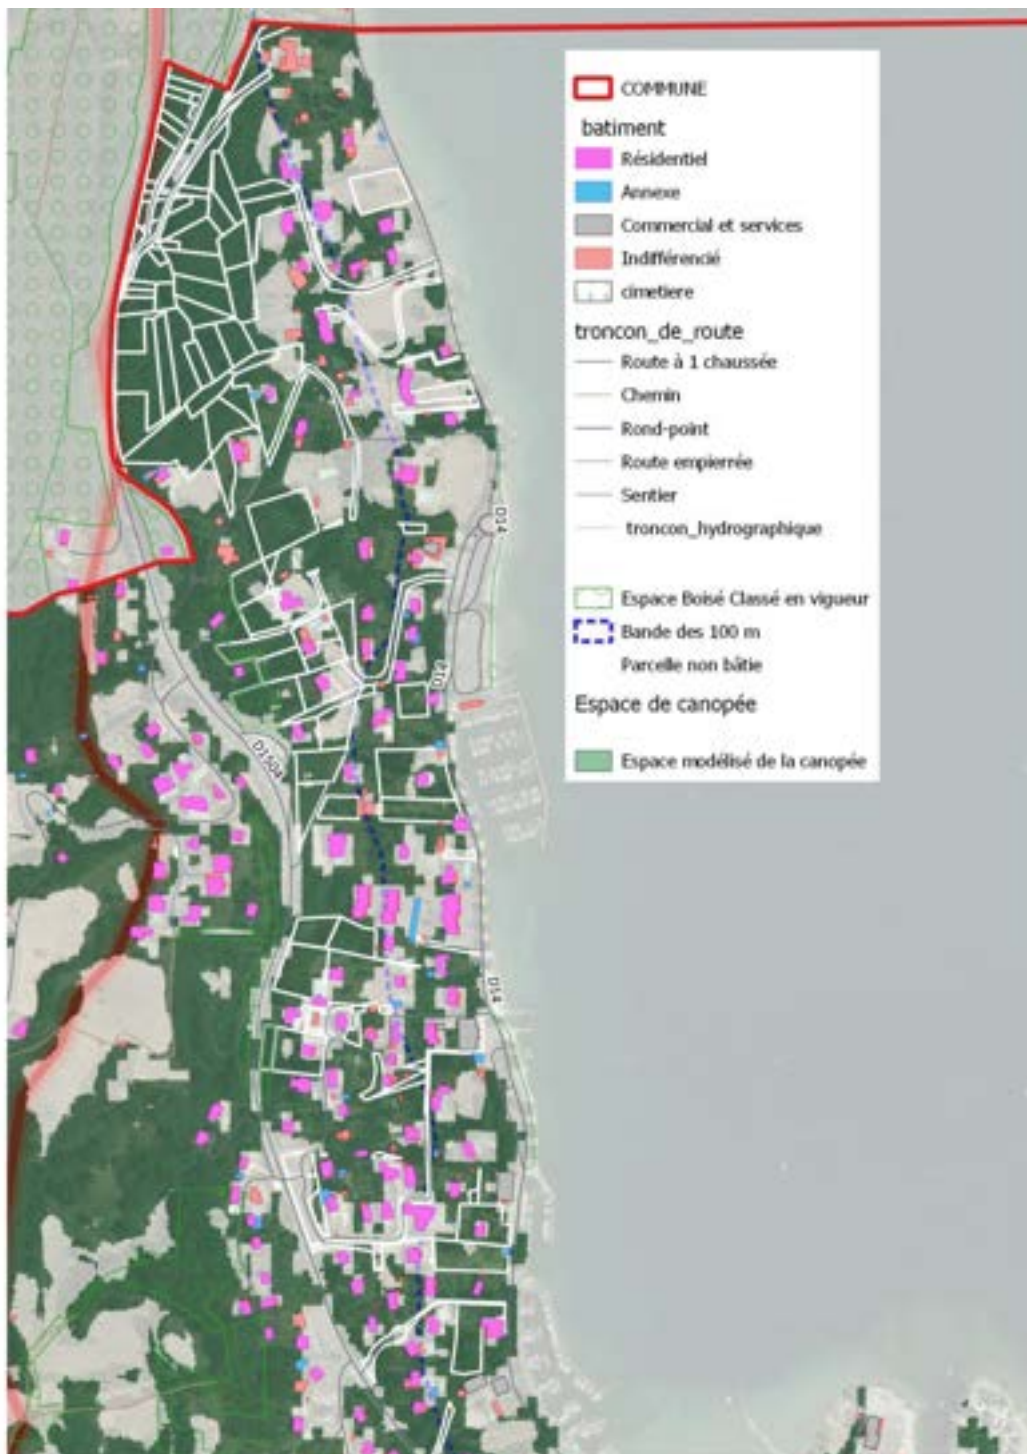 COMMUNE
batiment
Résidentiel
Annexe
Commercial et services
Indifférencié
cimetiere
troncon_de_route
Route à 1 chaussée
Chemin
Rond-point
Route empierrée
Sentier
troncon_hydrographique
Espace Boisé Classé en vigueur
Bande des 100 m
Parcelle non bâtie
Espace de canopée
Espace modélisé de la canopée
D14
D1504
D14